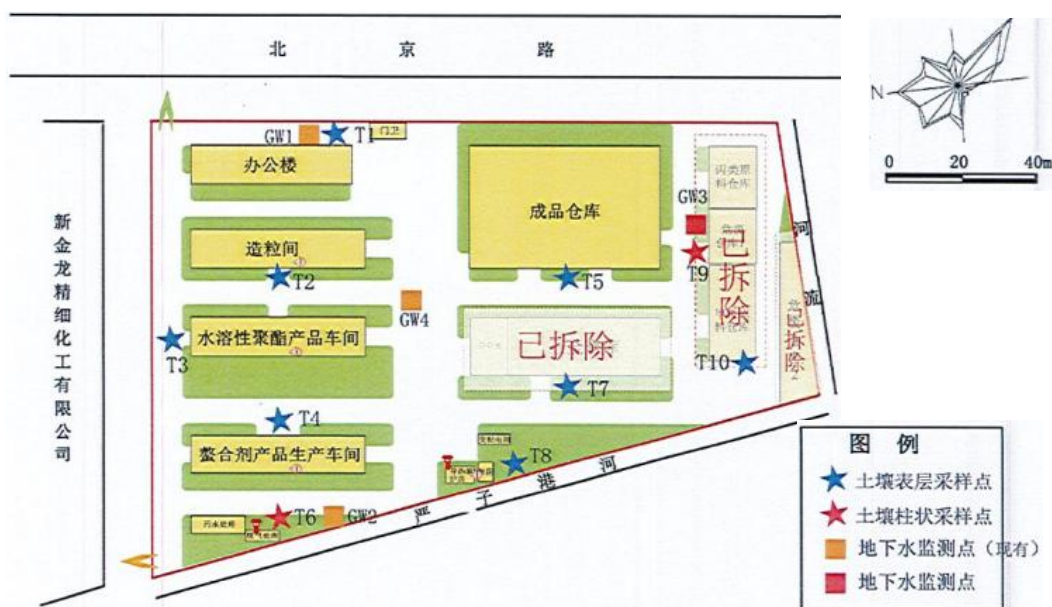 北京路
N
0 20 40m
GW1
T1
门卫
办公楼
新金龙精细化工有限公司
造粒间
T2
成品仓库
T5
GW3
T9
丙类原
料仓库
已拆除
河流
GW4
水溶性聚酯产品车间
T3
已拆除
T7
T10
已拆除
T4
螯合剂产品生产车间
T8
T6
GW2
严子港河
图例
土壤表层采样点
土壤柱状采样点
地下水监测点（现有）
地下水监测点